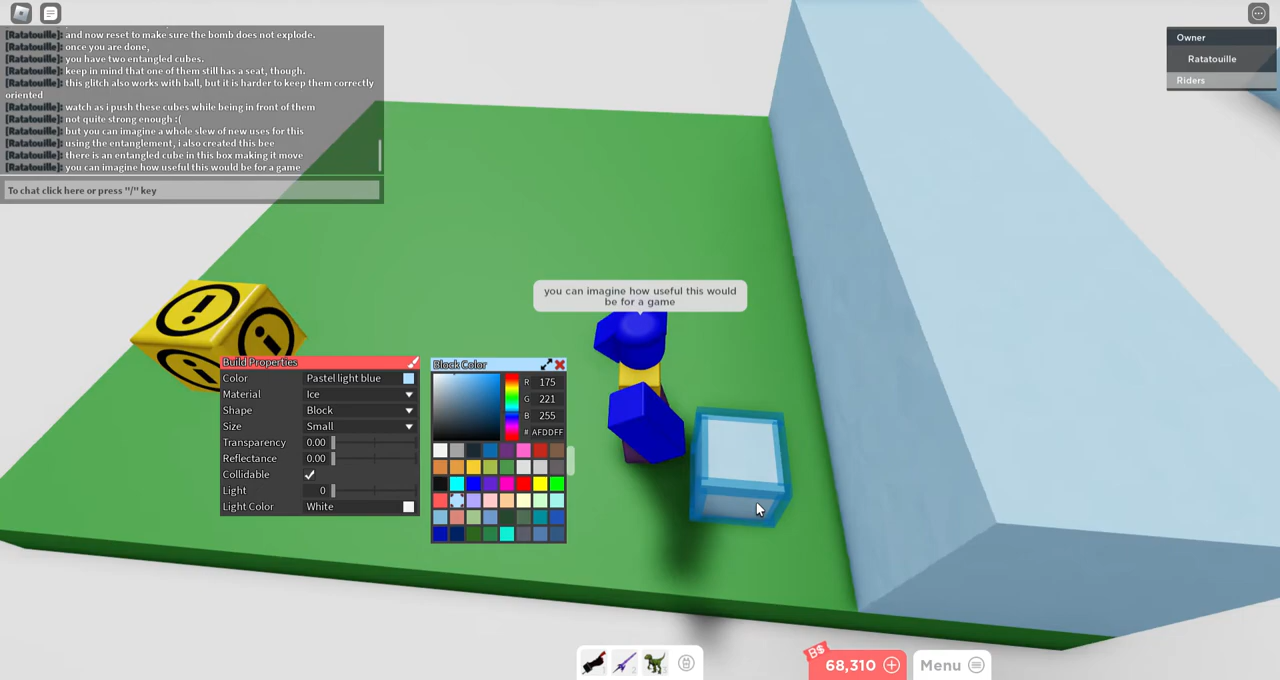 [Ratatouille]: and now reset to make sure the bomb does not explode.
[Ratatouille]: once you are done,
[Ratatouille]: you have two entangled cubes.
[Ratatouille]: keep in mind that one of them still has a seat, though.
[Ratatouille]: this glitch also works with ball, but it is harder to keep them correctly
oriented
[Ratatouille]: watch as i push these cubes while being in front of them
[Ratatouille]: not quite strong enough :(
[Ratatouille]: but you can imagine a whole slew of new uses for this
[Ratatouille]: using the entanglement, i also created this bee
[Ratatouille]: there is an entangled cube in this box making it move
[Ratatouille]: you can imagine how useful this would be for a game
To chat click here or press "/" key
Owner
Ratatouille
Riders
you can imagine how useful this would
be for a game
Build Properties
Color Pastel light blue
Material Ice
Shape Block
Size Small
Transparency 0.00
Reflectance 0.00
Collidable
Light 0
Light Color White
Block Color
R 175
G 221
B 255
# AFDDFF
1
2
B$
68,310
Menu